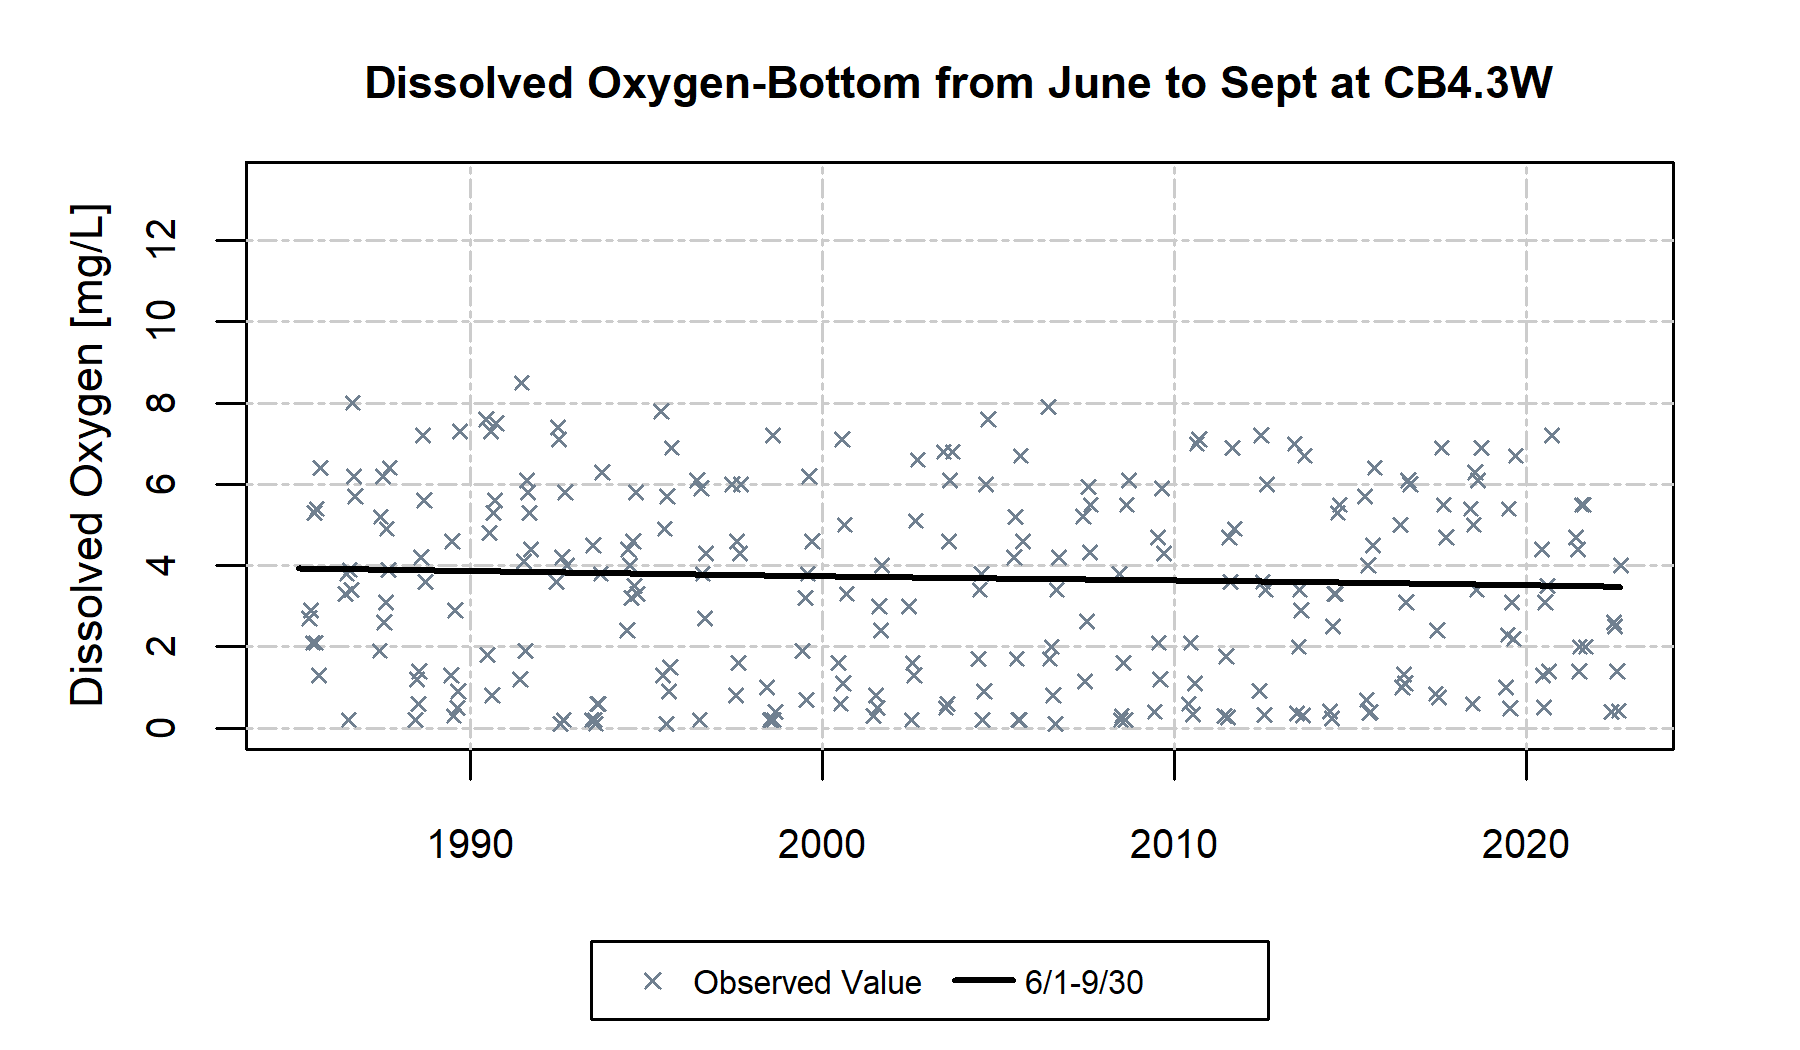 Dissolved Oxygen-Bottom from June to Sept at CB4.3W
Dissolved Oxygen [mg/L]
12
10
8
6
4
2
0
1990 2000 2010 2020
Observed Value 6/1-9/30